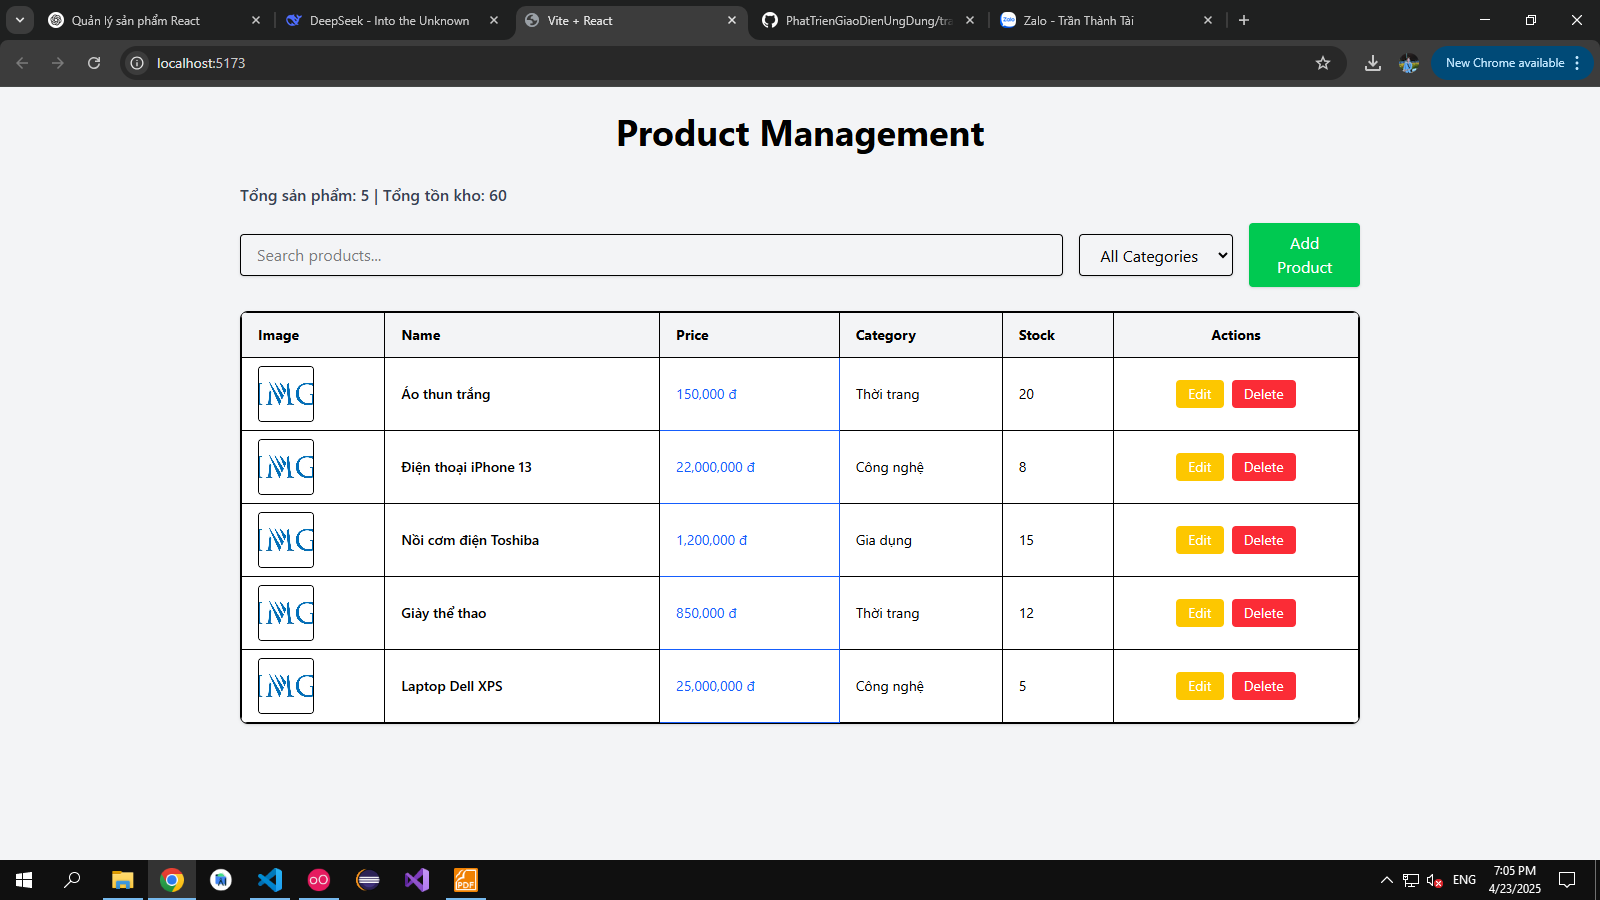 Quản lý sản phẩm React
DeepSeek - Into the Unknown
Vite + React
PhatTrienGiaoDienUngDung/tra
Zalo - Trần Thành Tài
localhost:5173
New Chrome available
Product Management
Tổng sản phẩm: 5 | Tổng tồn kho: 60
Search products...
All Categories
Add
Product
Image Name Price Category Stock Actions
IMG Áo thun trắng 150,000 đ Thời trang 20 Edit Delete
IMG Điện thoại iPhone 13 22,000,000 đ Công nghệ 8 Edit Delete
IMG Nồi cơm điện Toshiba 1,200,000 đ Gia dụng 15 Edit Delete
IMG Giày thể thao 850,000 đ Thời trang 12 Edit Delete
IMG Laptop Dell XPS 25,000,000 đ Công nghệ 5 Edit Delete
PDF
ENG
7:05 PM
4/23/2025